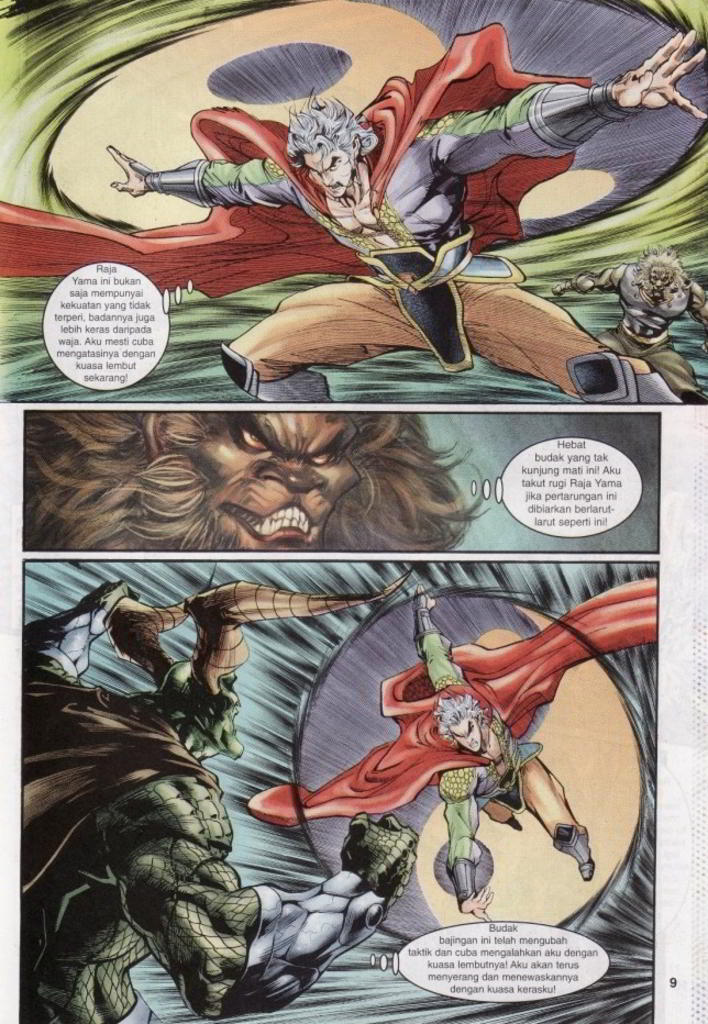 Raja
Yama ini bukan
saja mempunyai
kekuatan yang tidak
terperi, badannya juga
lebih keras daripada
waja. Aku mesti cuba
mengatasinya dengan
kuasa lembut
sekarang!
Hebat
budak yang tak
kunjung mati ini! Aku
takut rugi Raja Yama
jika pertarungan ini
dibiarkan berlarut-
larut seperti ini!
Budak
bajingan ini telah mengubah
taktik dan cuba mengalahkan aku dengan
kuasa lembutnya! Aku akan terus
menyerang dan menewaskannya
dengan kuasa kerasku!
9